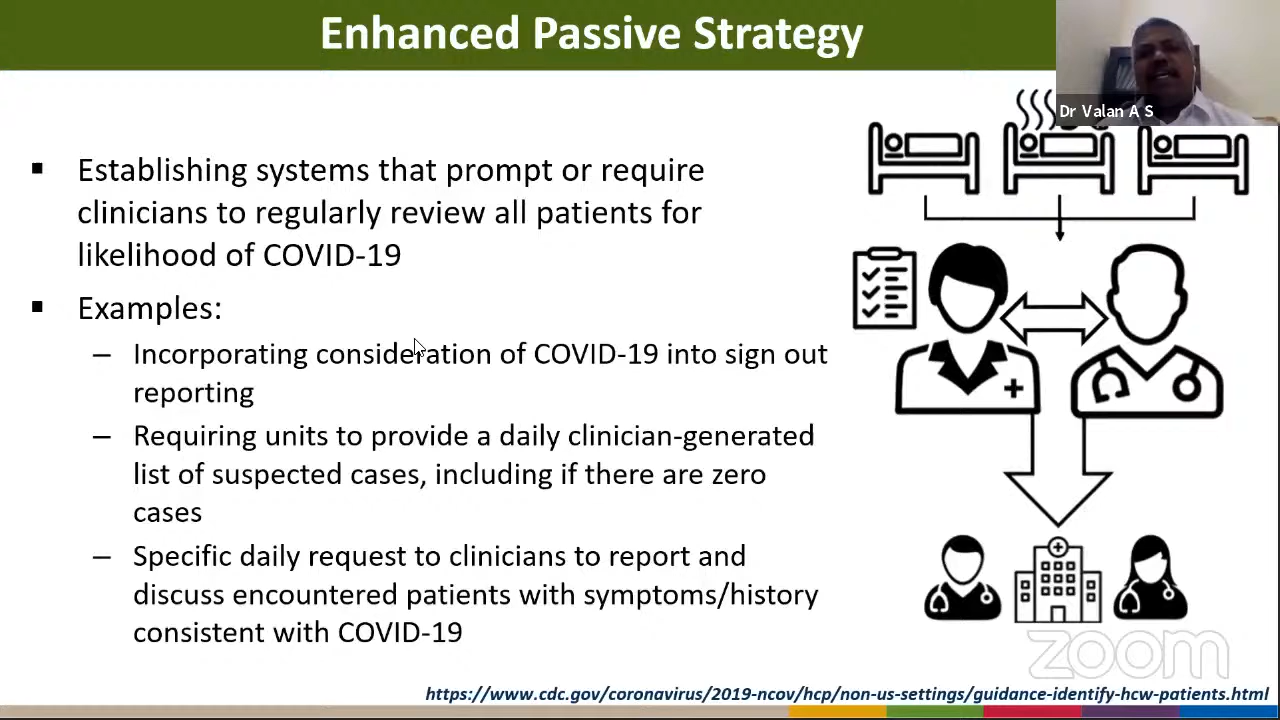 Enhanced Passive Strategy
Dr Valan A S
▪ Establishing systems that prompt or require
clinicians to regularly review all patients for
likelihood of COVID-19
▪ Examples:
– Incorporating consideration of COVID-19 into sign out
reporting
– Requiring units to provide a daily clinician-generated
list of suspected cases, including if there are zero
cases
– Specific daily request to clinicians to report and
discuss encountered patients with symptoms/history
consistent with COVID-19
zoom
https://www.cdc.gov/coronavirus/2019-ncov/hcp/non-us-settings/guidance-identify-hcw-patients.html